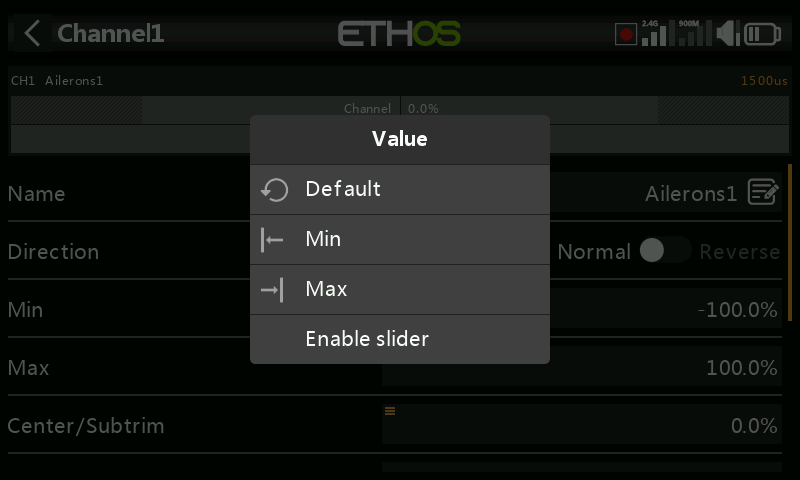 Channel1
ETHOS
2.4G
900M
CH1 Ailerons1
1500us
Channel
0.0%
Value
Default
Min
Max
Enable slider
Name
Ailerons1
Direction
Normal
Reverse
Min
-100.0%
Max
100.0%
Center/Subtrim
0.0%